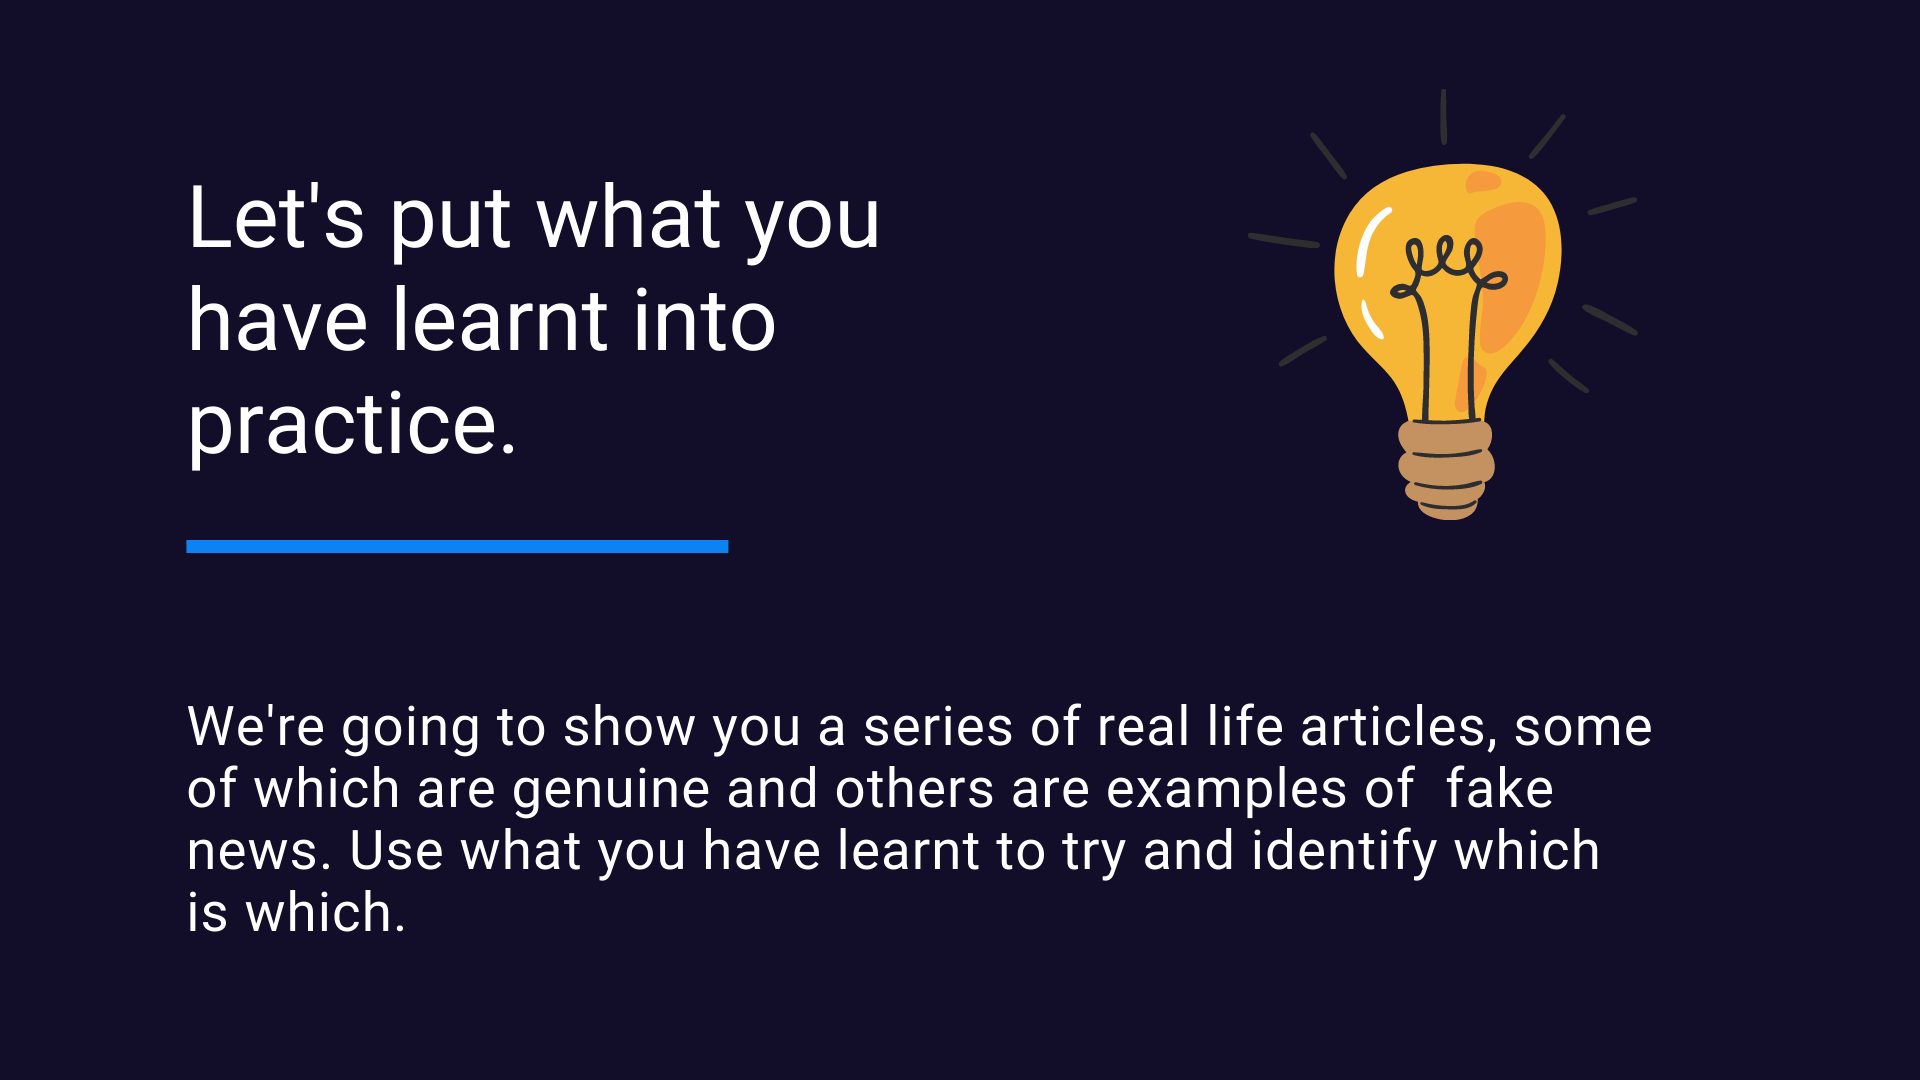 Let's put what you
have learnt into
practice.
We're going to show you a series of real life articles, some
of which are genuine and others are examples of  fake
news. Use what you have learnt to try and identify which
is which.